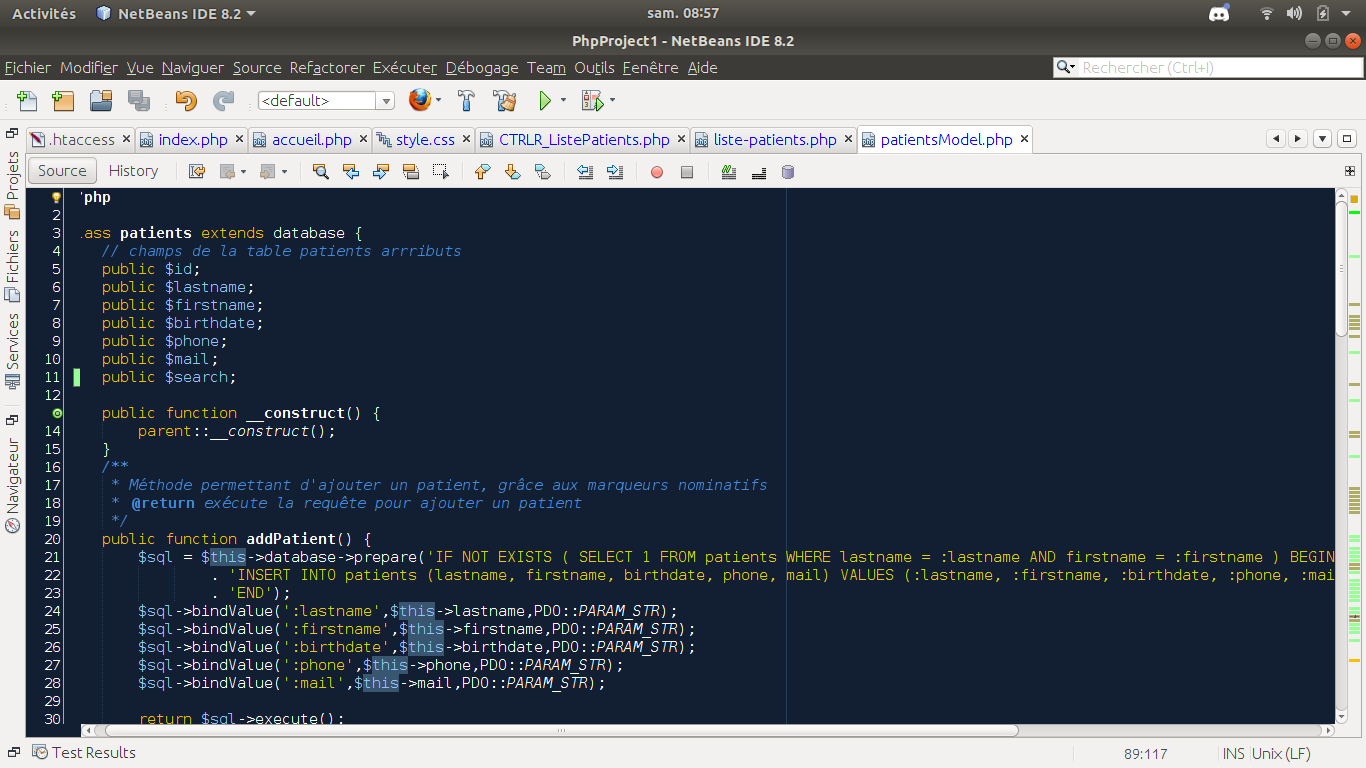 Activités NetBeans IDE 8.2 sam. 08:57
PhpProject1 - NetBeans IDE 8.2
Fichier Modifier Vue Naviguer Source Refactorer Exécuter Débogage Team Outils Fenêtre Aide Rechercher (Ctrl+I)
<default>
.htaccess index.php accueil.php style.css CTRLR_ListePatients.php liste-patients.php patientsModel.php
Source History
Projets
Fichiers
Services
Navigateur
php
2
3 ass patients extends database {
4 // champs de la table patients arrributs
5 public $id;
6 public $lastname;
7 public $firstname;
8 public $birthdate;
9 public $phone;
10 public $mail;
11 public $search;
12
public function __construct() {
14 parent::__construct();
15 }
16 /**
17 * Méthode permettant d'ajouter un patient, grâce aux marqueurs nominatifs
18 * @return exécute la requête pour ajouter un patient
19 */
20 public function addPatient() {
21 $sql = $this->database->prepare('IF NOT EXISTS ( SELECT 1 FROM patients WHERE lastname = :lastname AND firstname = :firstname ) BEGIN
22 . 'INSERT INTO patients (lastname, firstname, birthdate, phone, mail) VALUES (:lastname, :firstname, :birthdate, :phone, :mai
23 . 'END');
24 $sql->bindValue(':lastname',$this->lastname,PDO::PARAM_STR);
25 $sql->bindValue(':firstname',$this->firstname,PDO::PARAM_STR);
26 $sql->bindValue(':birthdate',$this->birthdate,PDO::PARAM_STR);
27 $sql->bindValue(':phone',$this->phone,PDO::PARAM_STR);
28 $sql->bindValue(':mail',$this->mail,PDO::PARAM_STR);
29
30 return $sql->execute();
Test Results 89:117 INS Unix (LF)